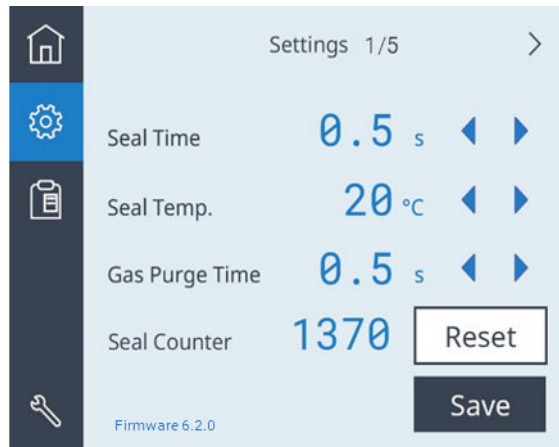 Settings 1/5 >
Seal Time 0.5 s
Seal Temp. 20 °C
Gas Purge Time 0.5 s
Seal Counter 1370 Reset
Save
Firmware 6.2.0